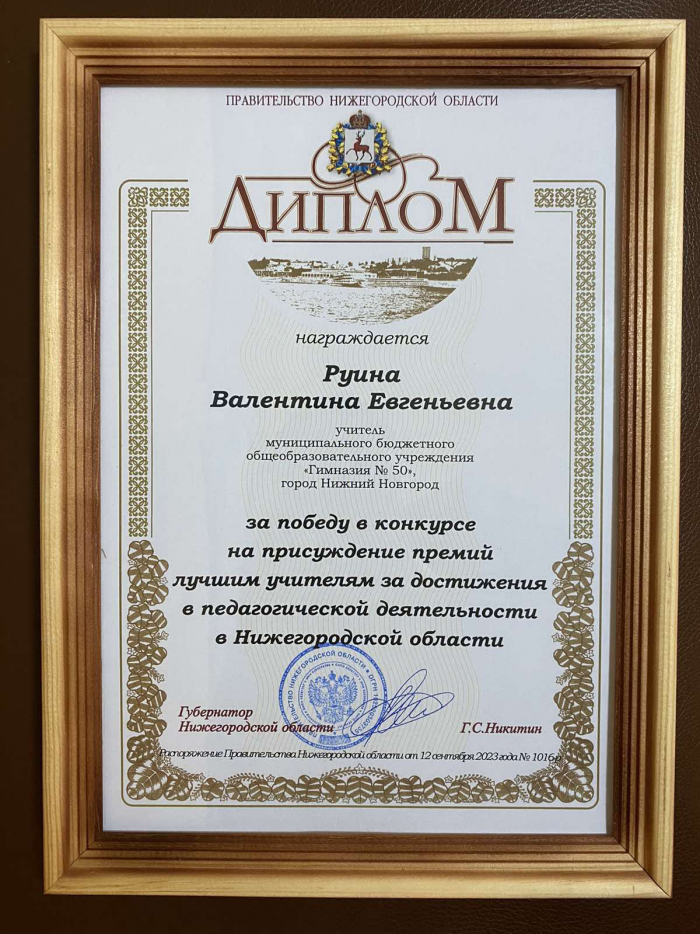 ПРАВИТЕЛЬСТВО НИЖЕГОРОДСКОЙ ОБЛАСТИ
ДИПЛОМ
награждается
Руина
Валентина Евгеньевна
учитель
муниципального бюджетного
общеобразовательного учреждения
«Гимназия № 50»,
город Нижний Новгород
за победу в конкурсе
на присуждение премий
лучшим учителям за достижения
в педагогической деятельности
в Нижегородской области
Губернатор
Нижегородской области
Г.С.Никитин
Распоряжение Правительства Нижегородской области от 12 сентября 2023 года № 1016-р